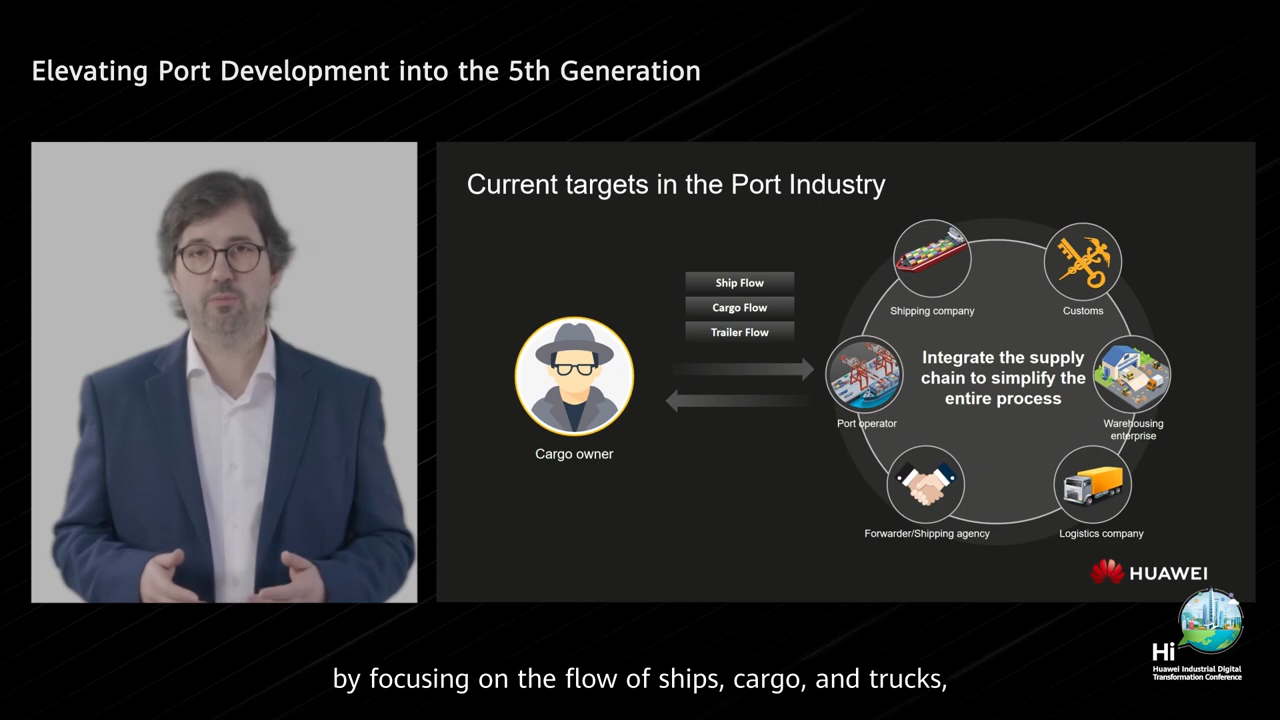 Elevating Port Development into the 5th Generation
Current targets in the Port Industry
Ship Flow
Cargo Flow
Trailer Flow
Cargo owner
Shipping company
Customs
Port operator
Integrate the supply
chain to simplify the
entire process
Warehousing
enterprise
Forwarder/Shipping agency
Logistics company
HUAWEI
Hi
Huawei Industrial Digital
Transformation Conference
by focusing on the flow of ships, cargo, and trucks,